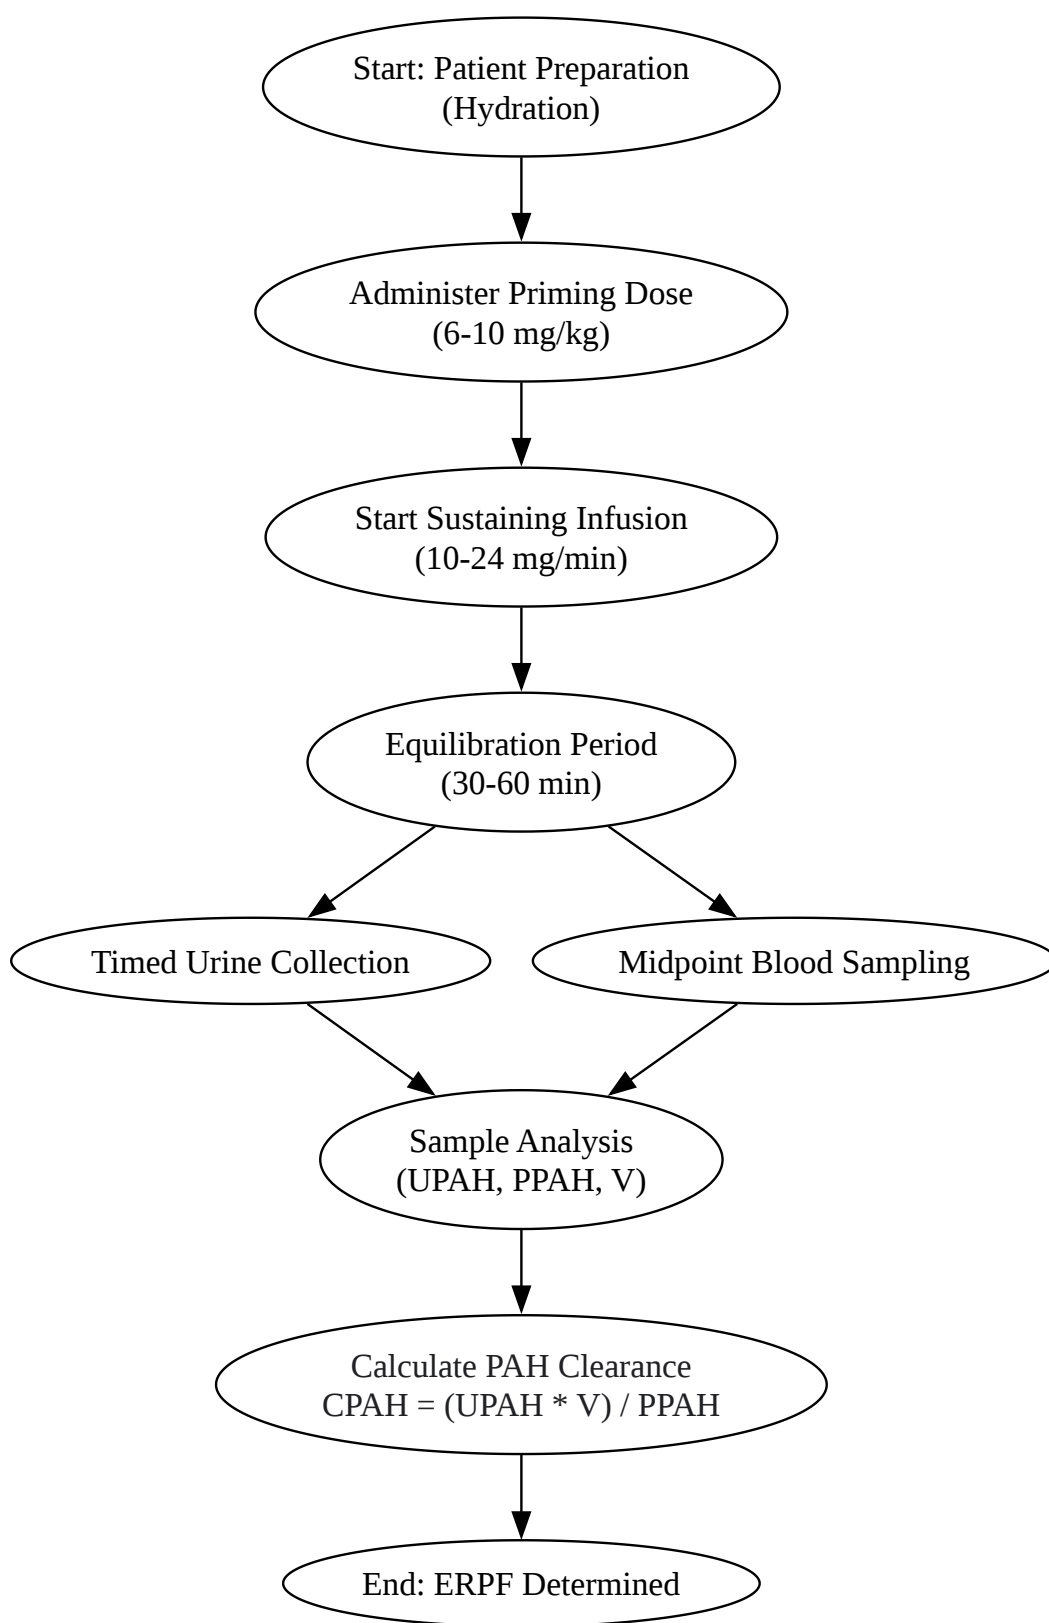 Start: Patient Preparation
(Hydration)
Administer Priming Dose
(6-10 mg/kg)
Start Sustaining Infusion
(10-24 mg/min)
Equilibration Period
(30-60 min)
Timed Urine Collection
Midpoint Blood Sampling
Sample Analysis
(UPAH, PPAH, V)
Calculate PAH Clearance
CPAH = (UPAH * V) / PPAH
End: ERPF Determined